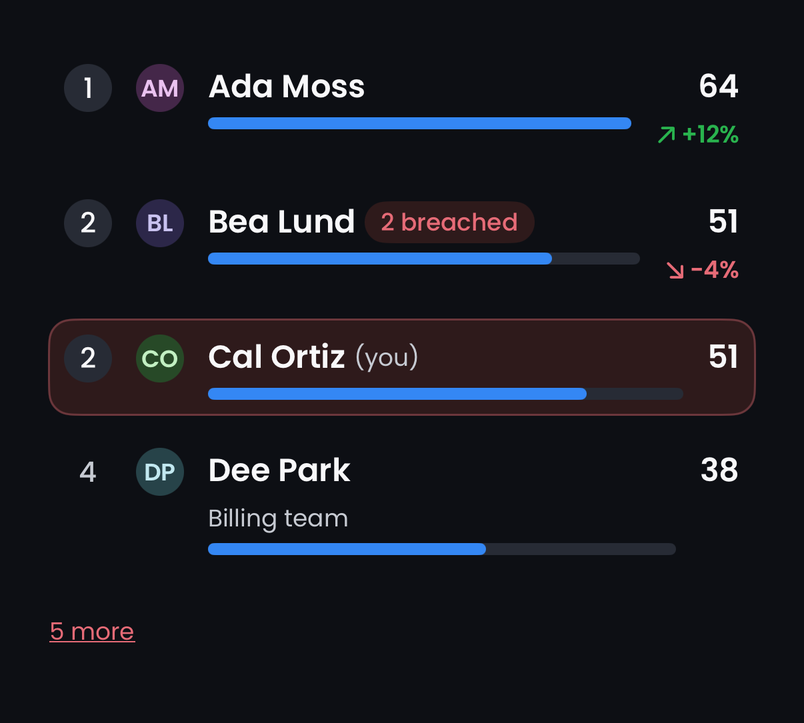 1 AM Ada Moss 64
+12%
2 BL Bea Lund 2 breached 51
-4%
2 CO Cal Ortiz (you) 51
4 DP Dee Park 38
Billing team
5 more